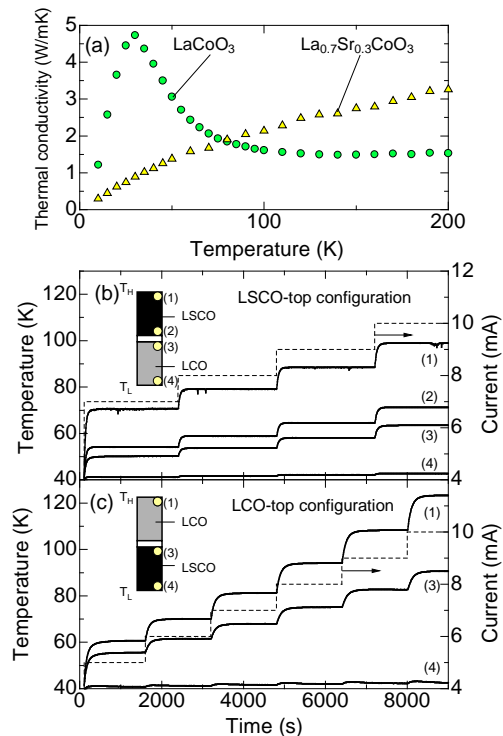 (a)
LaCoO3
La0.7Sr0.3CoO3
Thermal conductivity (W/mK)
5
4
3
2
1
0
0
50
100
150
200
Temperature (K)
(b)
LSCO-top configuration
TH
(1)
(2)
LSCO
(3)
LCO
TL
(4)
Temperature (K)
120
100
80
60
40
(1)
(2)
(3)
(4)
12
10
8
6
4
Current (mA)
(c)
LCO-top configuration
TH
(1)
LCO
(3)
LSCO
TL
(4)
Temperature (K)
120
100
80
60
40
(1)
(3)
(4)
10
8
6
4
Current (mA)
0
2000
4000
6000
8000
Time (s)